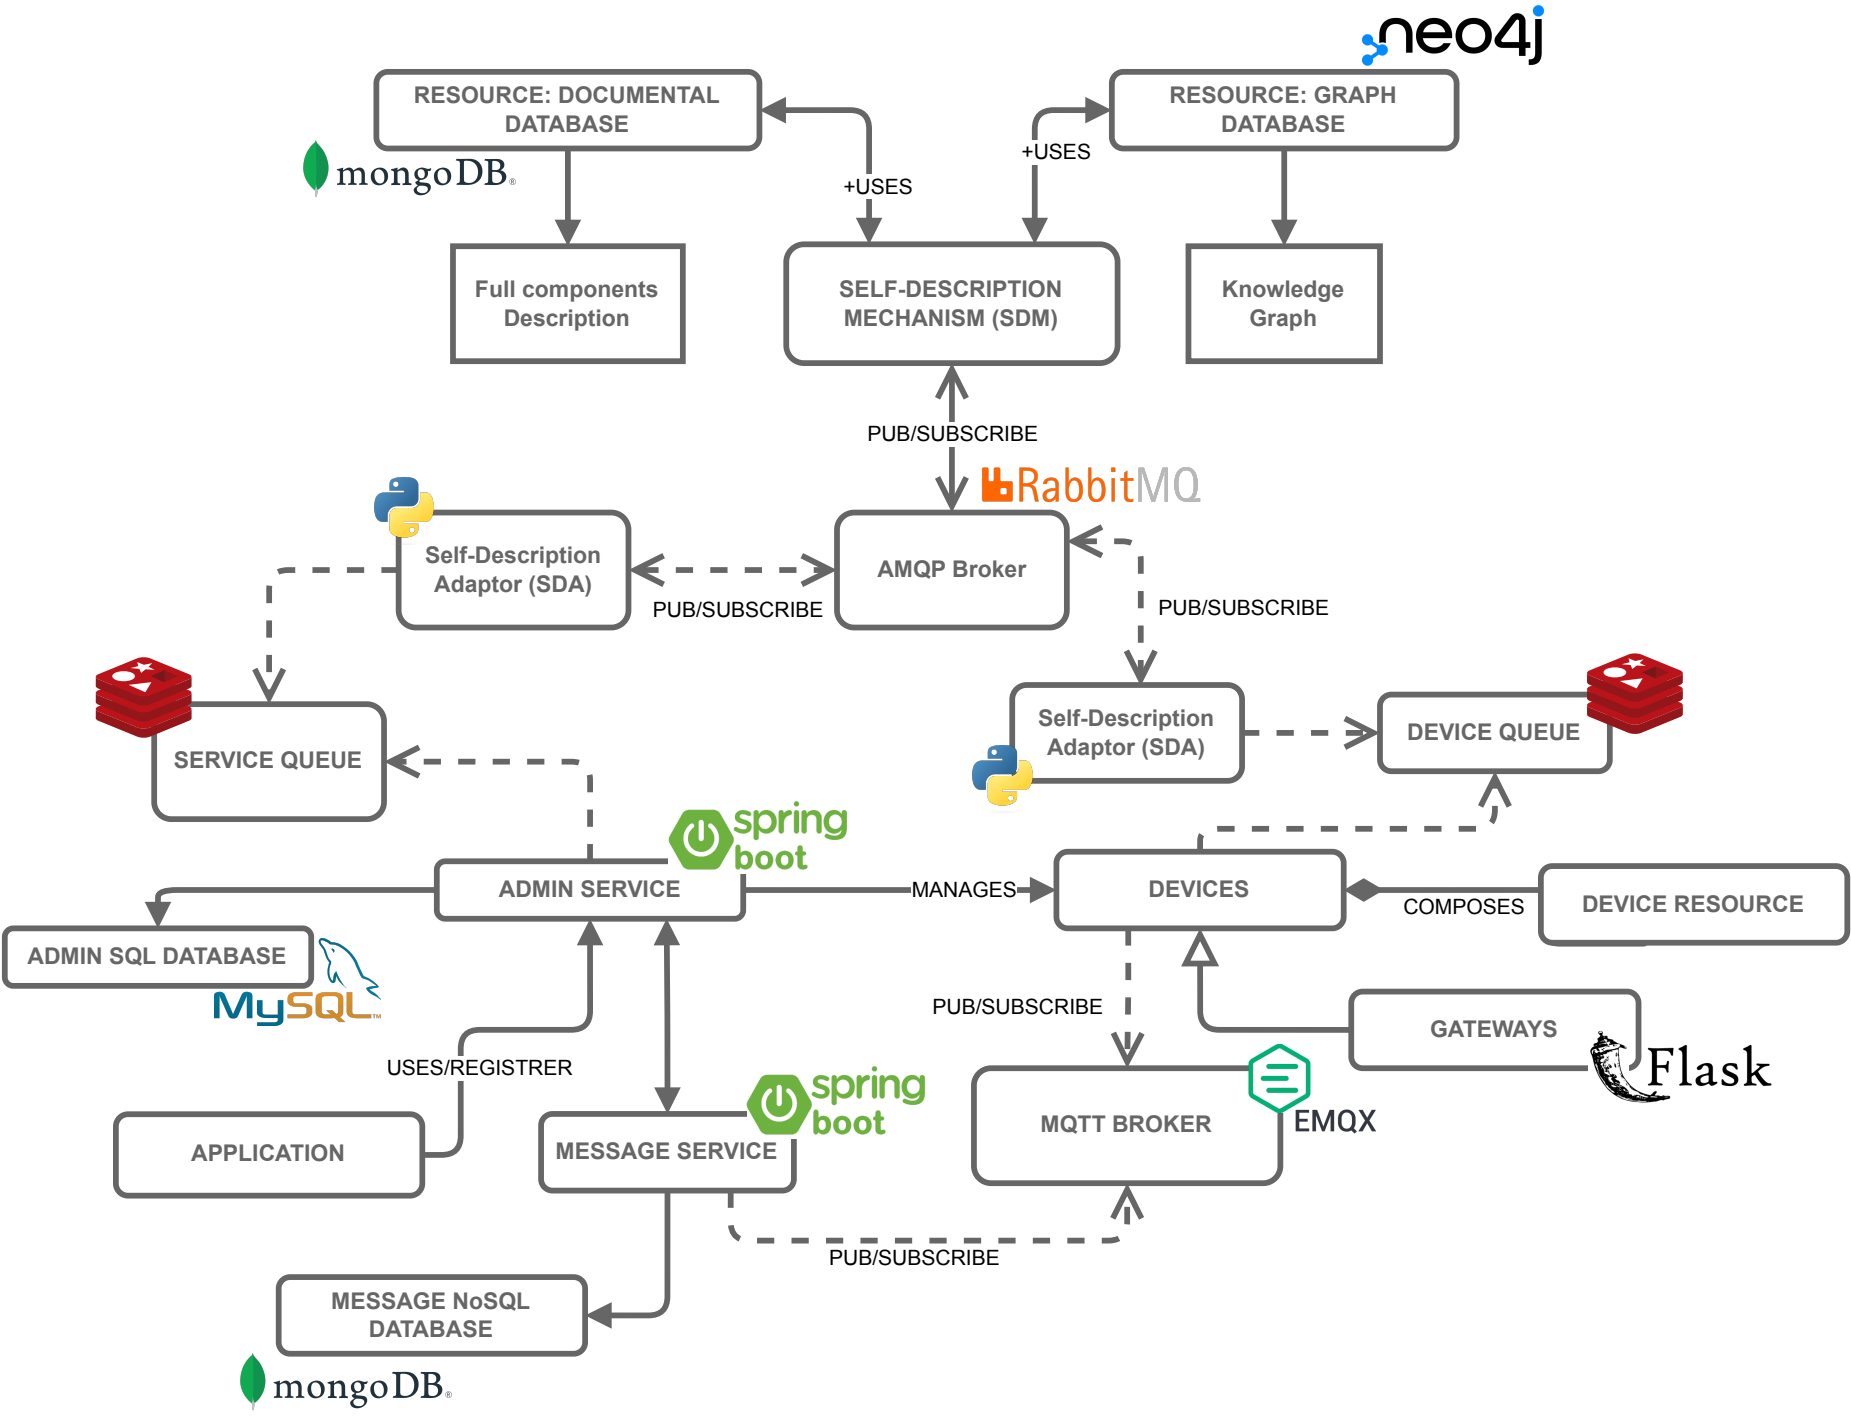 neo4j
RESOURCE: DOCUMENTAL
DATABASE
RESOURCE: GRAPH
DATABASE
mongoDB®
+USES
+USES
Full components
Description
SELF-DESCRIPTION
MECHANISM (SDM)
Knowledge
Graph
PUB/SUBSCRIBE
RabbitMQ
Self-Description
Adaptor (SDA)
AMQP Broker
PUB/SUBSCRIBE
PUB/SUBSCRIBE
SERVICE QUEUE
Self-Description
Adaptor (SDA)
DEVICE QUEUE
spring
boot
ADMIN SERVICE
MANAGES
DEVICES
COMPOSES
DEVICE RESOURCE
ADMIN SQL DATABASE
MySQL™
PUB/SUBSCRIBE
GATEWAYS
Flask
USES/REGISTRER
APPLICATION
spring
boot
MESSAGE SERVICE
MQTT BROKER
EMQX
PUB/SUBSCRIBE
MESSAGE NoSQL
DATABASE
mongoDB®